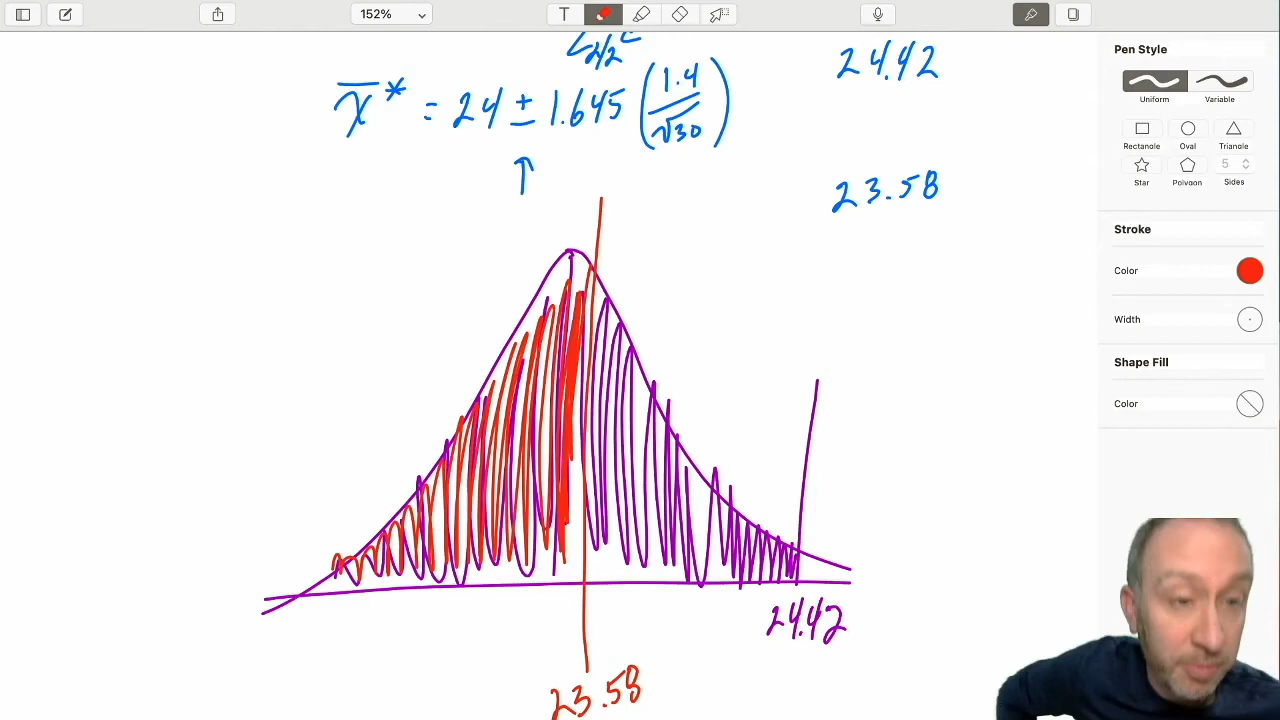 152%
T
Pen Style
Uniform
Variable
Rectangle
Oval
Triangle
Star
Polygon
5
Sides
Stroke
Color
Width
Shape Fill
Color
24.42
x̄* = 24 ± 1.645 (1.4/√30)
↑
23.58
24.42
23.58